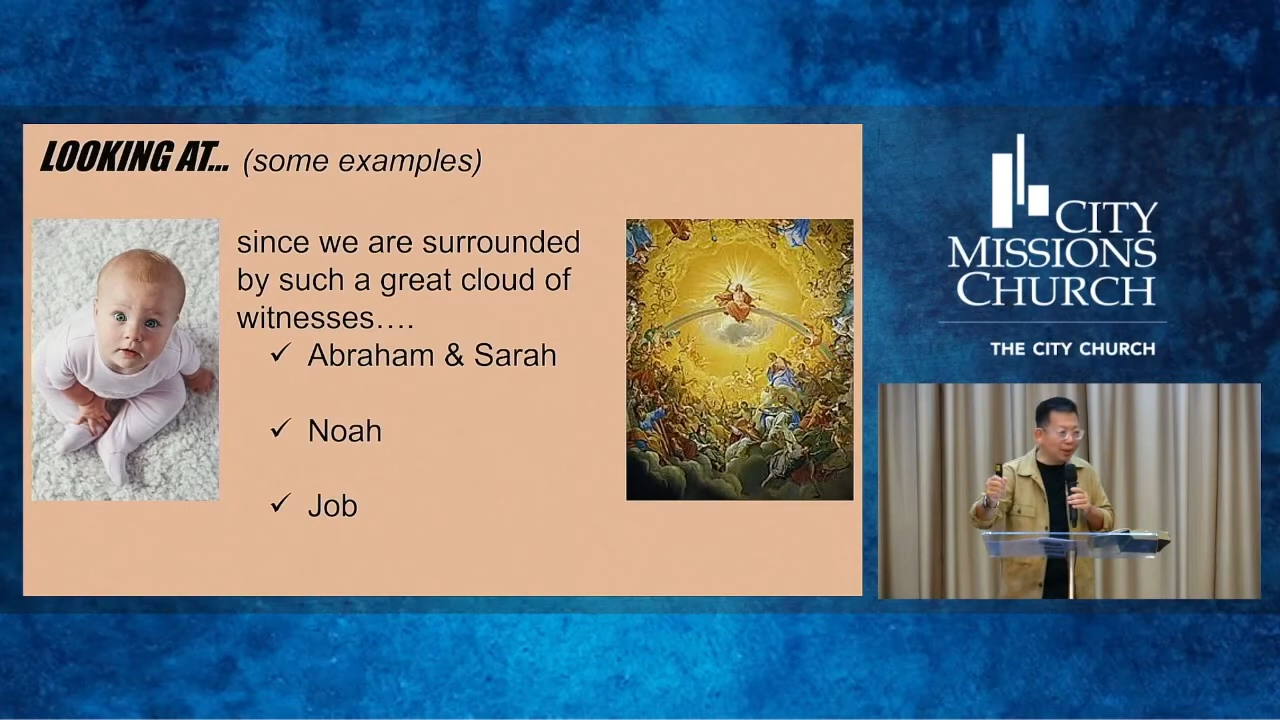 LOOKING AT... (some examples)
since we are surrounded
by such a great cloud of
witnesses….
✓ Abraham & Sarah
✓ Noah
✓ Job
CITY
MISSIONS
CHURCH
THE CITY CHURCH